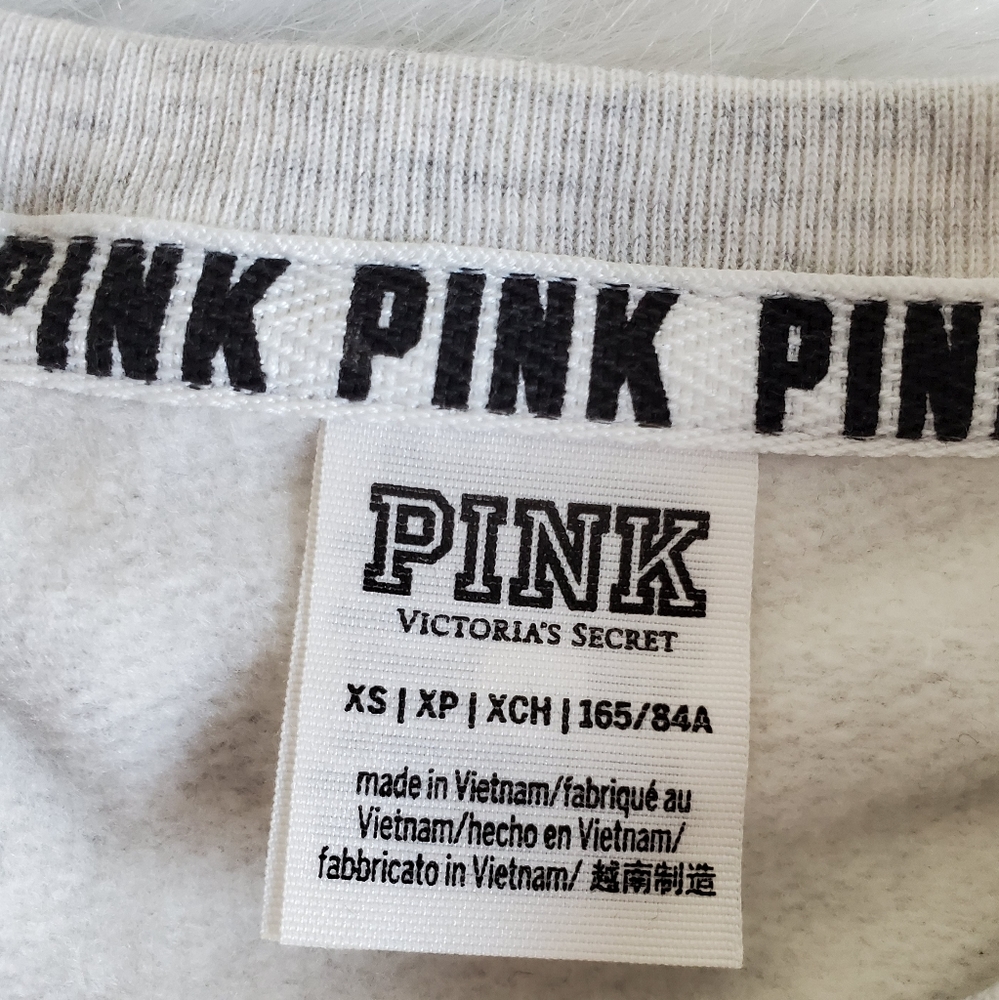 PINK PINK PIN
PINK
VICTORIA'S SECRET
XS | XP | XCH | 165/84A
made in Vietnam/fabriqué au
Vietnam/hecho en Vietnam/
fabbricato in Vietnam/ 越南制造